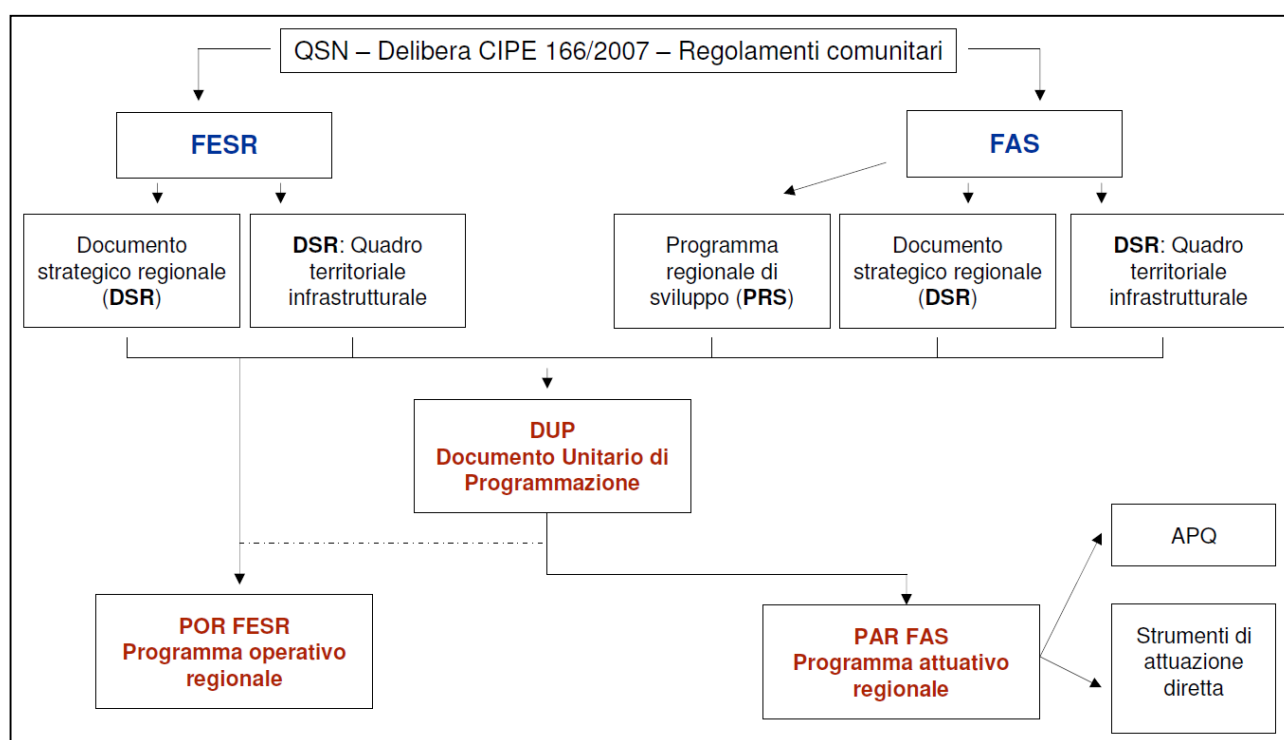 QSN – Delibera CIPE 166/2007 – Regolamenti comunitari
FESR
FAS
Documento
strategico regionale
(DSR)
DSR: Quadro
territoriale
infrastrutturale
Programma
regionale di
sviluppo (PRS)
Documento
strategico regionale
(DSR)
DSR: Quadro
territoriale
infrastrutturale
DUP
Documento Unitario di
Programmazione
APQ
POR FESR
Programma operativo
regionale
PAR FAS
Programma attuativo
regionale
Strumenti di
attuazione
diretta